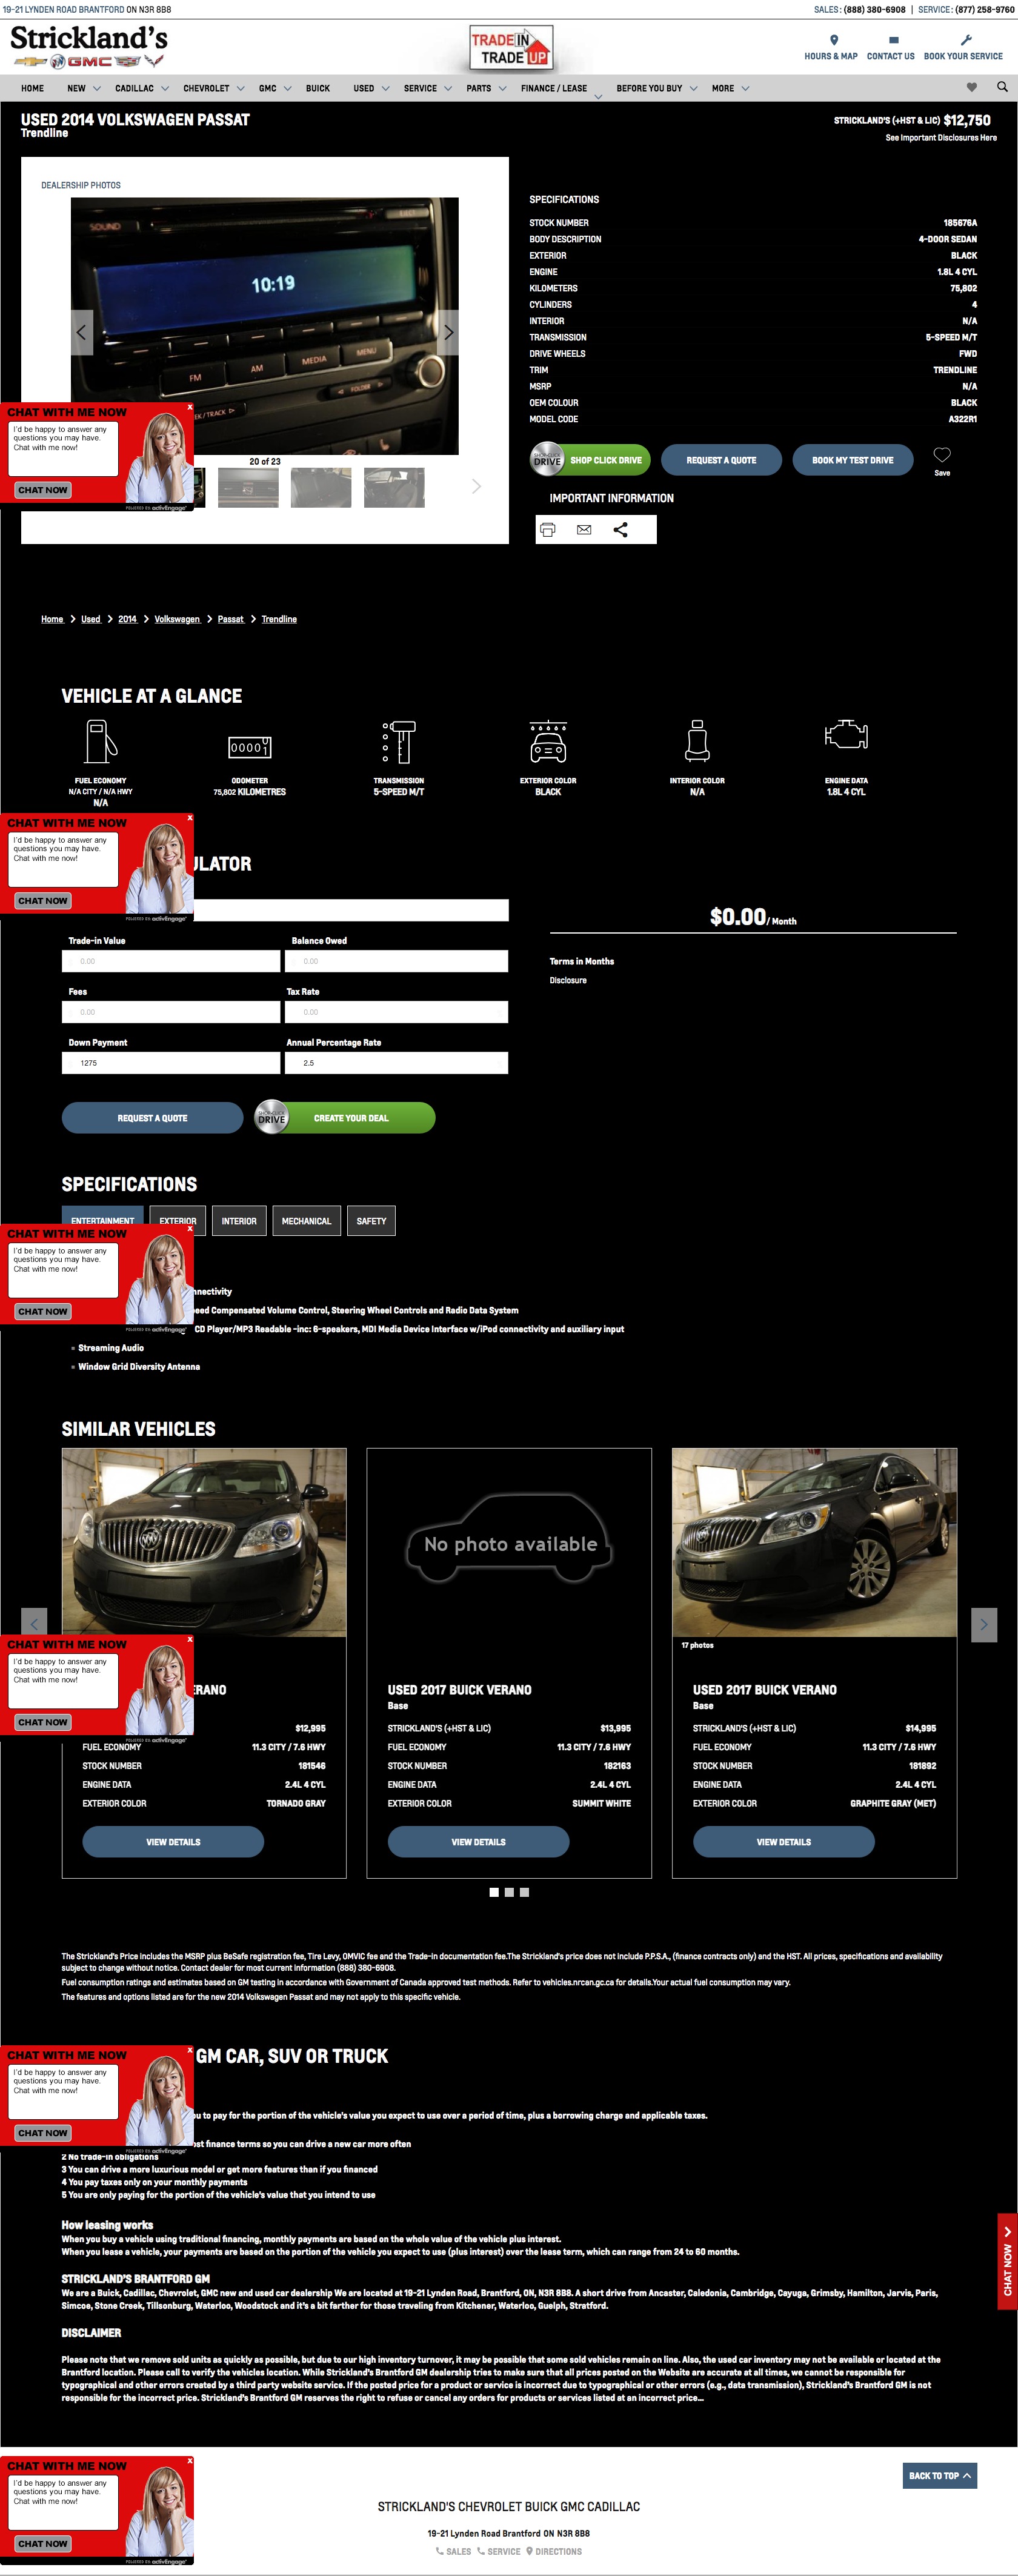 19-21 LYNDEN ROAD BRANTFORD ON N3R 8B8
SALES: (888) 380-6908 | SERVICE: (877) 258-9760
Strickland's
GMC
TRADE IN
TRADE UP
HOURS & MAP CONTACT US BOOK YOUR SERVICE
HOME NEW CADILLAC CHEVROLET GMC BUICK USED SERVICE PARTS FINANCE / LEASE BEFORE YOU BUY MORE
USED 2014 VOLKSWAGEN PASSAT
Trendline
STRICKLAND'S (+HST & LIC) $12,750
See Important Disclosures Here
DEALERSHIP PHOTOS
SOUND
10:19
FM AM MEDIA MENU
FOLDER
EK/TRACK
20 of 23
SPECIFICATIONS
STOCK NUMBER 185676A
BODY DESCRIPTION 4-DOOR SEDAN
EXTERIOR BLACK
ENGINE 1.8L 4 CYL
KILOMETERS 75,802
CYLINDERS 4
INTERIOR N/A
TRANSMISSION 5-SPEED M/T
DRIVE WHEELS FWD
TRIM TRENDLINE
MSRP N/A
OEM COLOUR BLACK
MODEL CODE A322R1
SHOP-CLICK DRIVE SHOP CLICK DRIVE REQUEST A QUOTE BOOK MY TEST DRIVE Save
IMPORTANT INFORMATION
CHAT WITH ME NOW X
I'd be happy to answer any
questions you may have.
Chat with me now!
CHAT NOW
POWERED BY: activEngage
Home Used 2014 Volkswagen Passat Trendline
VEHICLE AT A GLANCE
FUEL ECONOMY
N/A CITY / N/A HWY
N/A
ODOMETER
75,802 KILOMETRES
TRANSMISSION
5-SPEED M/T
EXTERIOR COLOR
BLACK
INTERIOR COLOR
N/A
ENGINE DATA
1.8L 4 CYL
CHAT WITH ME NOW X
I'd be happy to answer any
questions you may have.
Chat with me now!
CHAT NOW
POWERED BY: activEngage
ULATOR
$0.00 / Month
Trade-in Value Balance Owed
0.00 0.00
Terms in Months
Disclosure
Fees Tax Rate
0.00 0.00
Down Payment Annual Percentage Rate
1275 2.5
REQUEST A QUOTE SHOP-CLICK DRIVE CREATE YOUR DEAL
SPECIFICATIONS
ENTERTAINMENT EXTERIOR INTERIOR MECHANICAL SAFETY
CHAT WITH ME NOW X
I'd be happy to answer any
questions you may have.
Chat with me now!
CHAT NOW
POWERED BY: activEngage
nnectivity
eed Compensated Volume Control, Steering Wheel Controls and Radio Data System
CD Player/MP3 Readable -inc: 6-speakers, MDI Media Device Interface w/iPod connectivity and auxiliary input
Streaming Audio
Window Grid Diversity Antenna
SIMILAR VEHICLES
No photo available
17 photos
CHAT WITH ME NOW X
I'd be happy to answer any
questions you may have.
Chat with me now!
CHAT NOW
POWERED BY: activEngage
ERANO
$12,995
FUEL ECONOMY 11.3 CITY / 7.6 HWY
STOCK NUMBER 181546
ENGINE DATA 2.4L 4 CYL
EXTERIOR COLOR TORNADO GRAY
VIEW DETAILS
USED 2017 BUICK VERANO
Base
STRICKLAND'S (+HST & LIC) $13,995
FUEL ECONOMY 11.3 CITY / 7.6 HWY
STOCK NUMBER 182163
ENGINE DATA 2.4L 4 CYL
EXTERIOR COLOR SUMMIT WHITE
VIEW DETAILS
USED 2017 BUICK VERANO
Base
STRICKLAND'S (+HST & LIC) $14,995
FUEL ECONOMY 11.3 CITY / 7.6 HWY
STOCK NUMBER 181892
ENGINE DATA 2.4L 4 CYL
EXTERIOR COLOR GRAPHITE GRAY (MET)
VIEW DETAILS
The Strickland's Price includes the MSRP plus BeSafe registration fee, Tire Levy, OMVIC fee and the Trade-in documentation fee.The Strickland's price does not include P.P.S.A., (finance contracts only) and the HST. All prices, specifications and availability
subject to change without notice. Contact dealer for most current information (888) 380-6908.
Fuel consumption ratings and estimates based on GM testing in accordance with Government of Canada approved test methods. Refer to vehicles.nrcan.gc.ca for details.Your actual fuel consumption may vary.
The features and options listed are for the new 2014 Volkswagen Passat and may not apply to this specific vehicle.
CHAT WITH ME NOW X
I'd be happy to answer any
questions you may have.
Chat with me now!
CHAT NOW
POWERED BY: activEngage
GM CAR, SUV OR TRUCK
u to pay for the portion of the vehicle's value you expect to use over a period of time, plus a borrowing charge and applicable taxes.
st finance terms so you can drive a new car more often
2 No trade-in obligations
3 You can drive a more luxurious model or get more features than if you financed
4 You pay taxes only on your monthly payments
5 You are only paying for the portion of the vehicle's value that you intend to use
How leasing works
When you buy a vehicle using traditional financing, monthly payments are based on the whole value of the vehicle plus interest.
When you lease a vehicle, your payments are based on the portion of the vehicle you expect to use (plus interest) over the lease term, which can range from 24 to 60 months.
CHAT NOW
STRICKLAND'S BRANTFORD GM
We are a Buick, Cadillac, Chevrolet, GMC new and used car dealership We are located at 19-21 Lynden Road, Brantford, ON, N3R 8B8. A short drive from Ancaster, Caledonia, Cambridge, Cayuga, Grimsby, Hamilton, Jarvis, Paris,
Simcoe, Stone Creek, Tillsonburg, Waterloo, Woodstock and it's a bit farther for those traveling from Kitchener, Waterloo, Guelph, Stratford.
DISCLAIMER
Please note that we remove sold units as quickly as possible, but due to our high inventory turnover, it may be possible that some sold vehicles remain on line. Also, the used car inventory may not be available or located at the
Brantford location. Please call to verify the vehicles location. While Strickland's Brantford GM dealership tries to make sure that all prices posted on the Website are accurate at all times, we cannot be responsible for
typographical and other errors created by a third party website service. If the posted price for a product or service is incorrect due to typographical or other errors (e.g., data transmission), Strickland's Brantford GM is not
responsible for the incorrect price. Strickland's Brantford GM reserves the right to refuse or cancel any orders for products or services listed at an incorrect price...
CHAT WITH ME NOW X
I'd be happy to answer any
questions you may have.
Chat with me now!
CHAT NOW
POWERED BY: activEngage
BACK TO TOP
STRICKLAND'S CHEVROLET BUICK GMC CADILLAC
19-21 Lynden Road Brantford ON N3R 8B8
SALES SERVICE DIRECTIONS